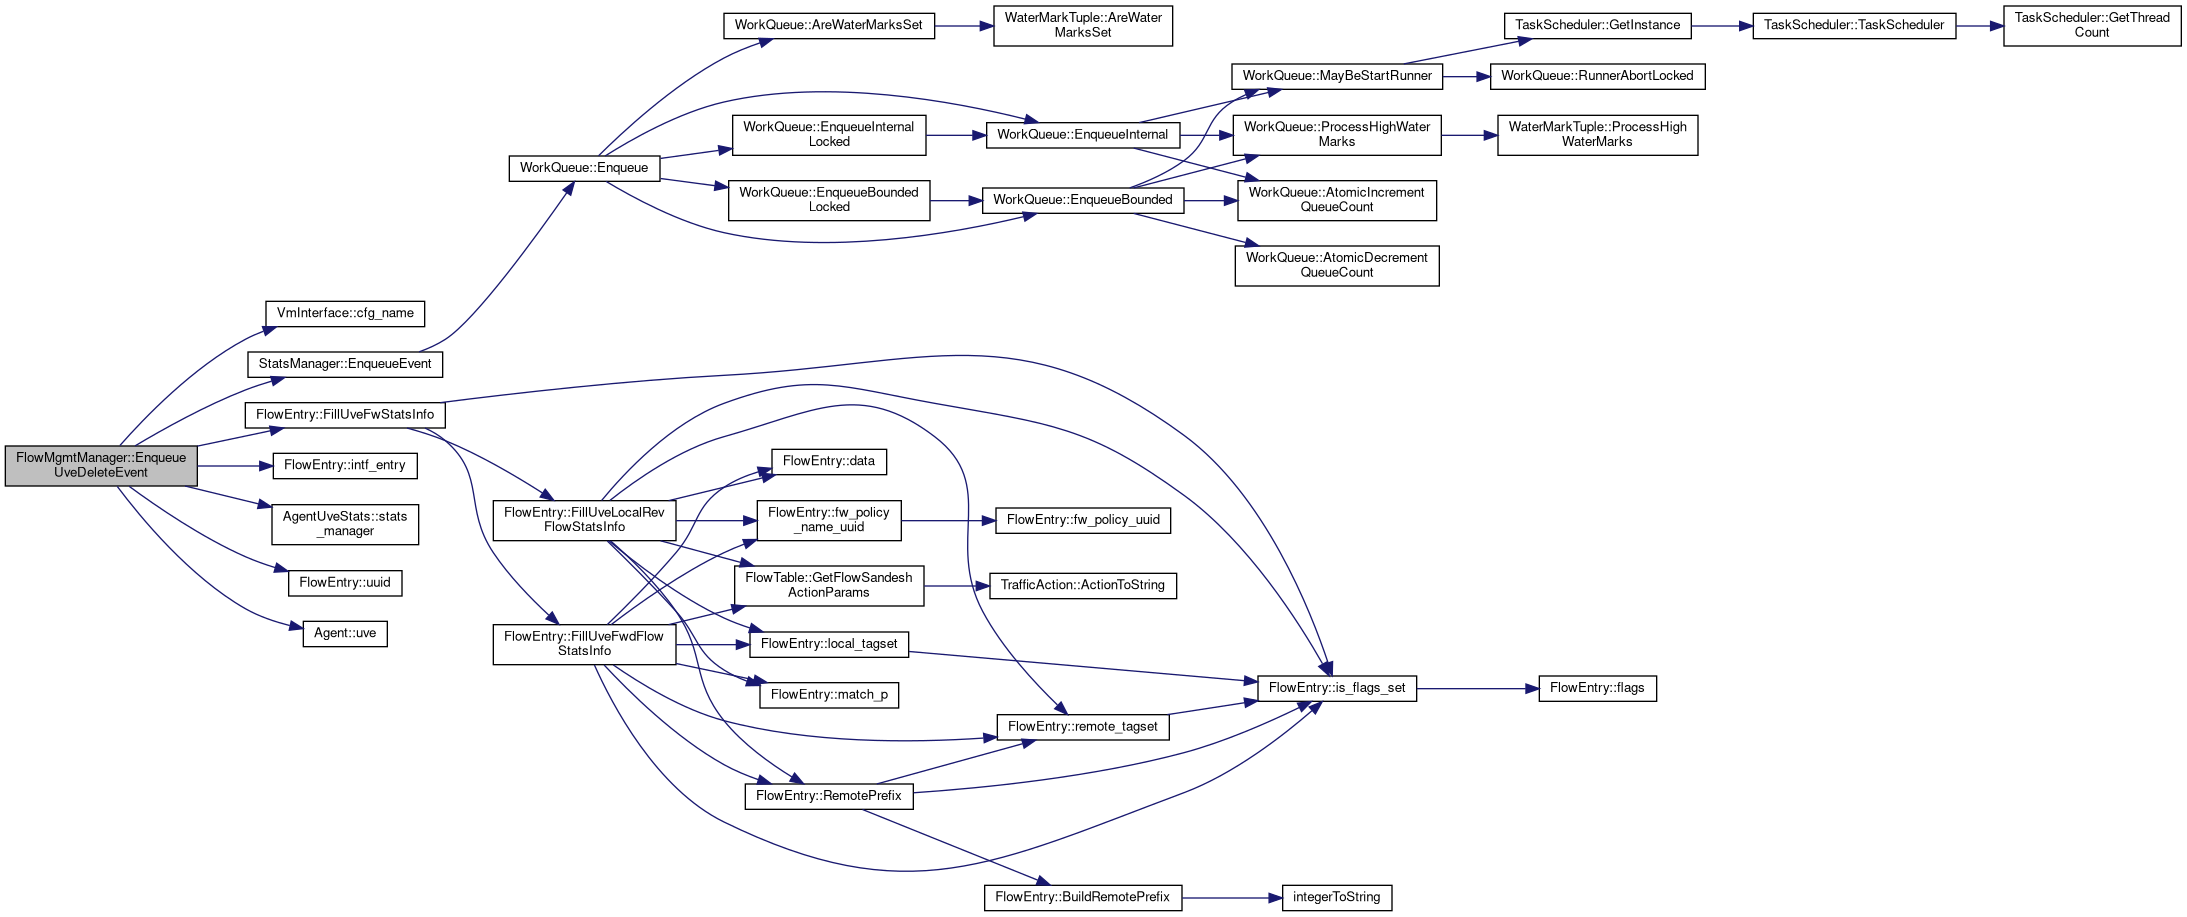 FlowMgmtManager::Enqueue
UveDeleteEvent
VmInterface::cfg_name
StatsManager::EnqueueEvent
FlowEntry::FillUveFwStatsInfo
FlowEntry::intf_entry
AgentUveStats::stats
_manager
FlowEntry::uuid
Agent::uve
WorkQueue::Enqueue
FlowEntry::FillUveLocalRev
FlowStatsInfo
FlowEntry::FillUveFwdFlow
StatsInfo
WorkQueue::AreWaterMarksSet
WorkQueue::EnqueueInternal
Locked
WorkQueue::EnqueueBounded
Locked
FlowEntry::data
FlowEntry::fw_policy
_name_uuid
FlowTable::GetFlowSandesh
ActionParams
FlowEntry::local_tagset
FlowEntry::match_p
FlowEntry::RemotePrefix
WaterMarkTuple::AreWater
MarksSet
WorkQueue::EnqueueInternal
WorkQueue::EnqueueBounded
FlowEntry::fw_policy_uuid
TrafficAction::ActionToString
FlowEntry::remote_tagset
FlowEntry::BuildRemotePrefix
WorkQueue::MayBeStartRunner
WorkQueue::ProcessHighWater
Marks
WorkQueue::AtomicIncrement
QueueCount
WorkQueue::AtomicDecrement
QueueCount
FlowEntry::is_flags_set
integerToString
TaskScheduler::GetInstance
WorkQueue::RunnerAbortLocked
WaterMarkTuple::ProcessHigh
WaterMarks
FlowEntry::flags
TaskScheduler::TaskScheduler
TaskScheduler::GetThread
Count